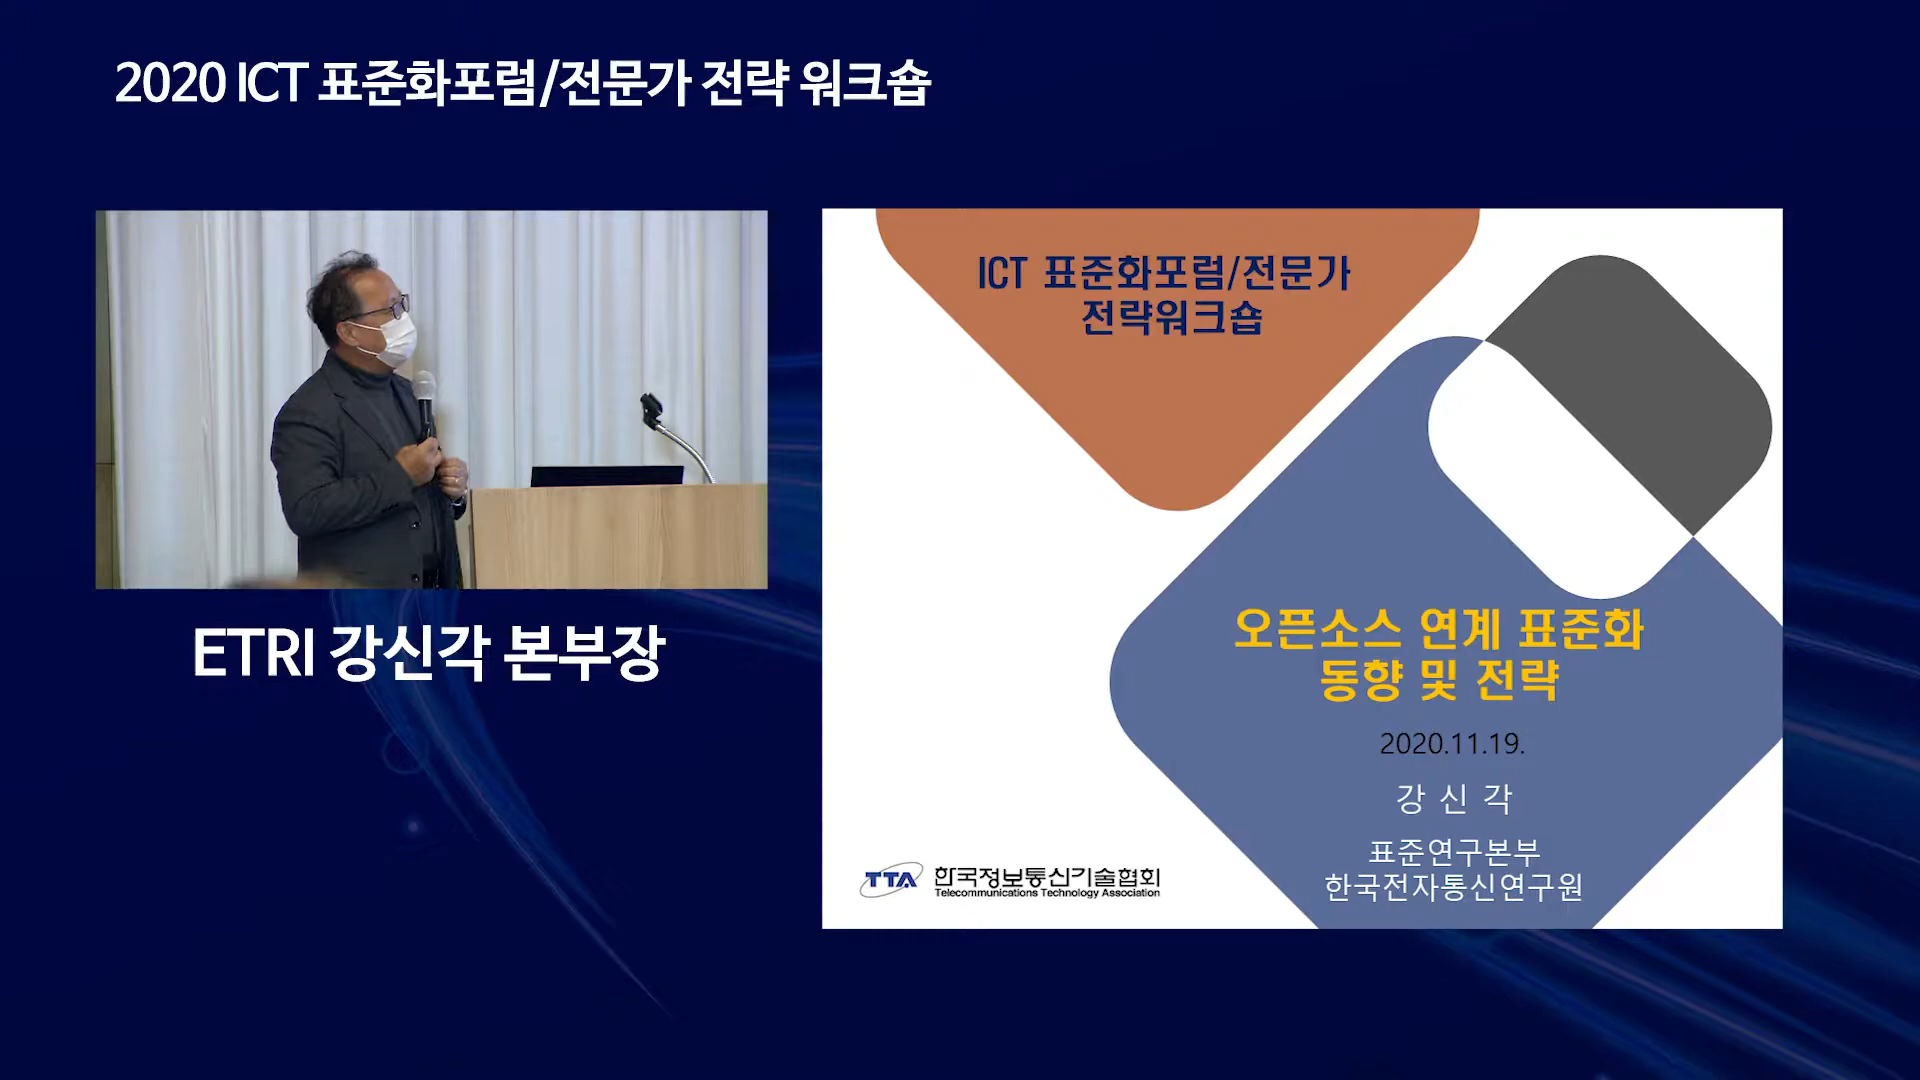 2020 ICT 표준화포럼/전문가 전략 워크숍
ETRI 강신각 본부장
ICT 표준화포럼/전문가
전략워크숍
오픈소스 연계 표준화
동향 및 전략
2020.11.19.
강 신 각
표준연구본부
한국전자통신연구원
TTA 한국정보통신기술협회
Telecommunications Technology Association